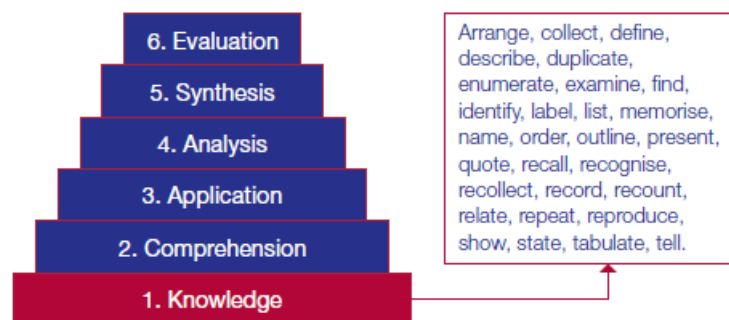 6. Evaluation
5. Synthesis
4. Analysis
3. Application
2. Comprehension
1. Knowledge
Arrange, collect, define,
describe, duplicate,
enumerate, examine, find,
identify, label, list, memorise,
name, order, outline, present,
quote, recall, recognise,
recollect, record, recount,
relate, repeat, reproduce,
show, state, tabulate, tell.